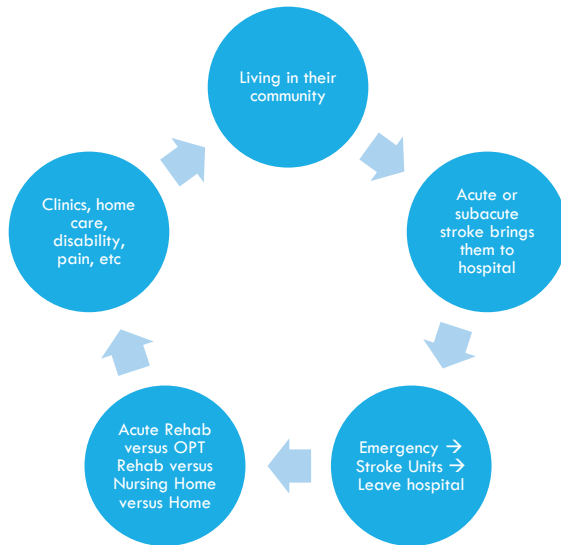 Living in their
community
Acute or
subacute
stroke brings
them to
hospital
Emergency →
Stroke Units →
Leave hospital
Acute Rehab
versus OPT
Rehab versus
Nursing Home
versus Home
Clinics, home
care,
disability,
pain, etc